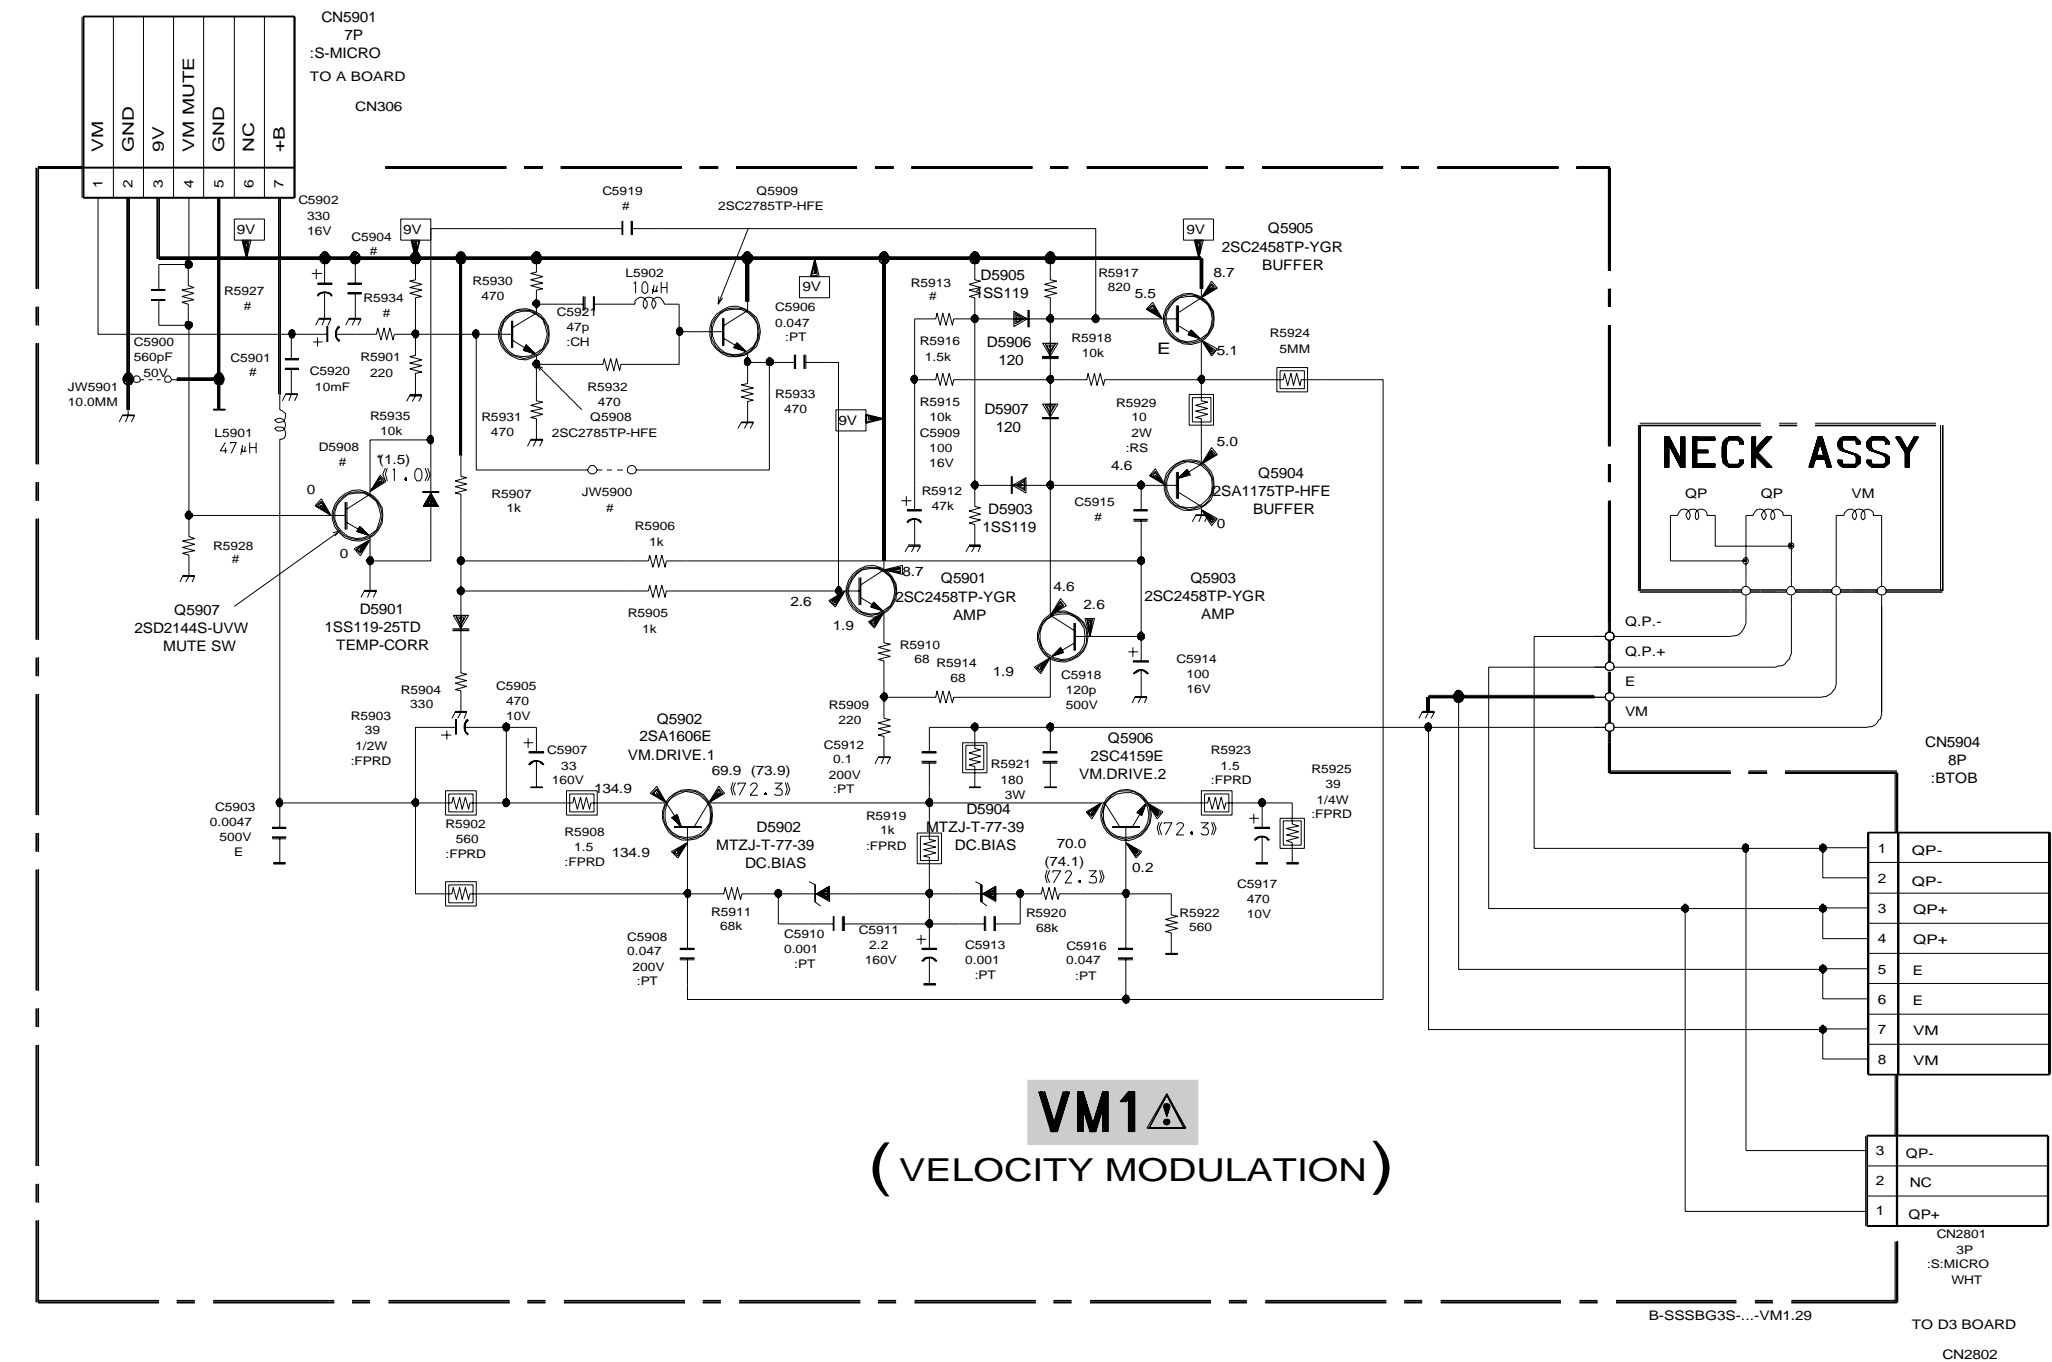 CN5901
7P
:S-MICRO
TO A BOARD
CN306
VM
GND
9V
VM MUTE
GND
NC
+B
1
2
3
4
5
6
7
C5902
330
16V
C5904
#
9V
9V
C5919
#
Q5909
2SC2785TP-HFE
9V
9V
Q5905
2SC2458TP-YGR
BUFFER
8.7
5.5
E
5.1
R5927
#
R5934
#
R5930
470
L5902
10μH
C5921
47p
:CH
C5906
0.047
:PT
R5913
#
D5905
1SS119
R5917
820
C5900
560pF
50V
C5901
#
C5920
10mF
R5901
220
R5916
1.5k
D5906
120
R5918
10k
R5924
5MM
JW5901
10.0MM
R5932
470
R5933
470
R5931
470
Q5908
2SC2785TP-HFE
R5915
10k
C5909
100
16V
D5907
120
R5929
10
2W
:RS
9V
R5935
10k
L5901
47μH
D5908
#
(1.5)
《1.0》
0
0
JW5900
#
R5907
1k
R5912
47k
D5903
1SS119
C5915
#
4.6
5.0
Q5904
2SA1175TP-HFE
BUFFER
0
R5928
#
R5906
1k
R5905
1k
Q5907
2SD2144S-UVW
MUTE SW
D5901
1SS119-25TD
TEMP-CORR
8.7
2.6
1.9
Q5901
2SC2458TP-YGR
AMP
4.6
2.6
1.9
Q5903
2SC2458TP-YGR
AMP
R5910
68
R5914
68
C5918
120p
500V
C5914
100
16V
R5904
330
C5905
470
10V
R5903
39
1/2W
:FPRD
R5909
220
C5907
33
160V
Q5902
2SA1606E
VM.DRIVE.1
69.9 (73.9)
《72.3》
134.9
134.9
C5912
0.1
200V
:PT
R5921
180
3W
Q5906
2SC4159E
VM.DRIVE.2
R5923
1.5
:FPRD
R5925
39
1/4W
:FPRD
C5903
0.0047
500V
E
R5902
560
:FPRD
R5908
1.5
:FPRD
D5902
MTZJ-T-77-39
DC.BIAS
R5919
1k
:FPRD
D5904
MTZJ-T-77-39
DC.BIAS
70.0
(74.1)
《72.3》
《72.3》
0.2
C5917
470
10V
R5911
68k
C5910
0.001
:PT
C5911
2.2
160V
C5913
0.001
:PT
R5920
68k
C5916
0.047
:PT
R5922
560
C5908
0.047
200V
:PT
NECK ASSY
QP
QP
VM
Q.P.-
Q.P.+
E
VM
CN5904
8P
:BTOB
1 QP-
2 QP-
3 QP+
4 QP+
5 E
6 E
7 VM
8 VM
3 QP-
2 NC
1 QP+
CN2801
3P
:S:MICRO
WHT
TO D3 BOARD
CN2802
VM1
(VELOCITY MODULATION)
B-SSSBG3S-...-VM1.29